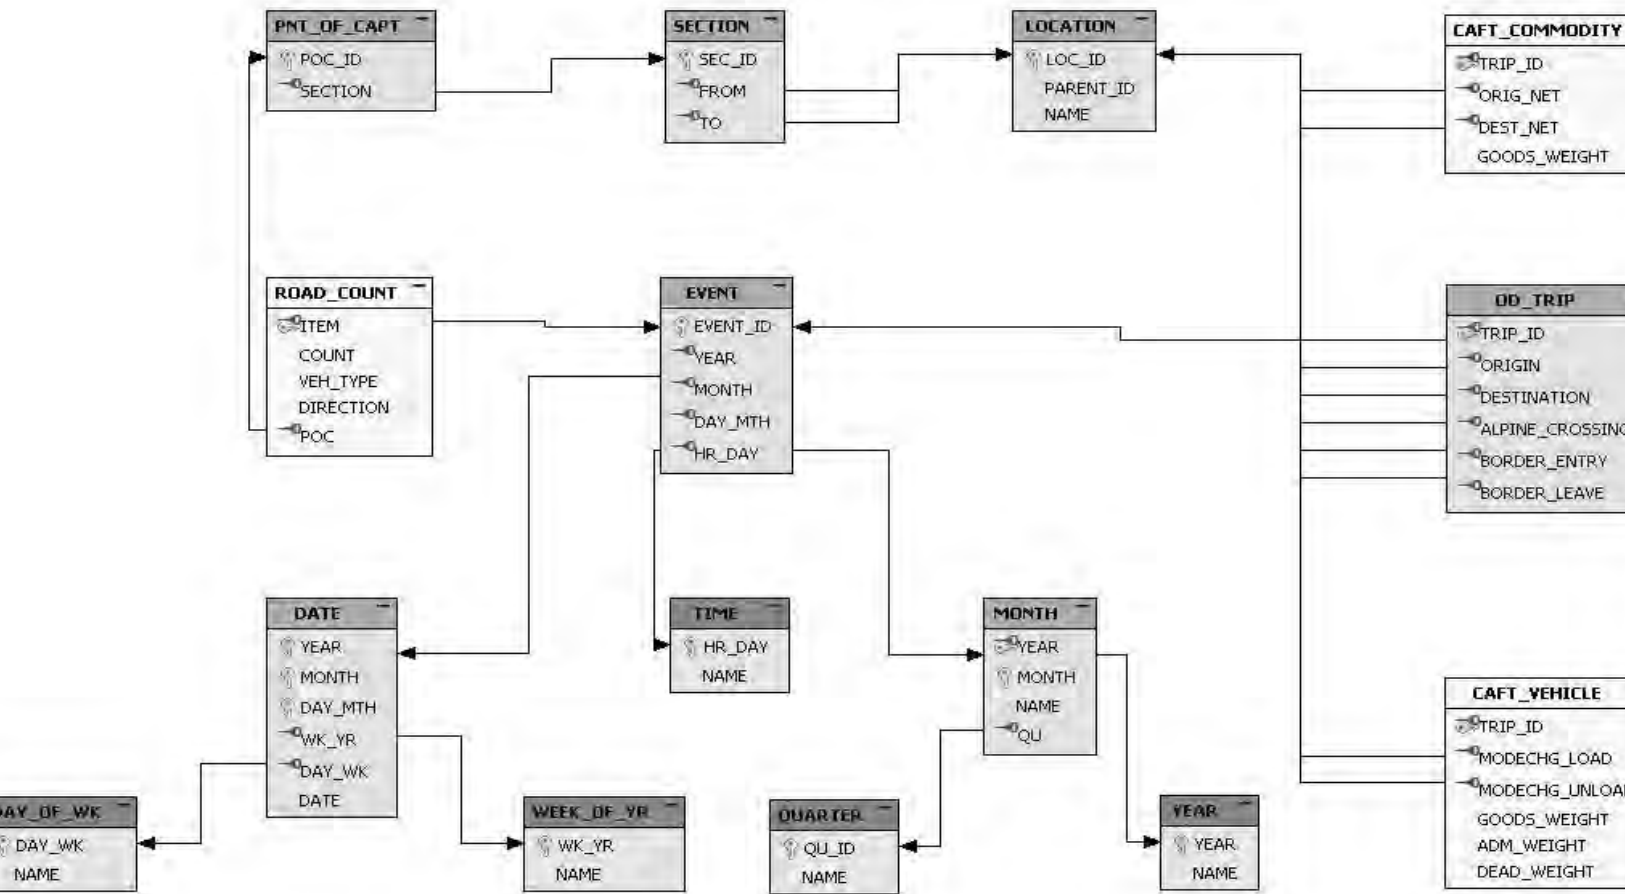 PNT_OF_CAPT
POC_ID
SECTION
SECTION
SEC_ID
FROM
TO
LOCATION
LOC_ID
PARENT_ID
NAME
CAFT_COMMODITY
TRIP_ID
ORIG_NET
DEST_NET
GOODS_WEIGHT
ROAD_COUNT
ITEM
COUNT
VEH_TYPE
DIRECTION
POC
EVENT
EVENT_ID
YEAR
MONTH
DAY_MTH
HR_DAY
OD_TRIP
TRIP_ID
ORIGIN
DESTINATION
ALPINE_CROSSING
BORDER_ENTRY
BORDER_LEAVE
DATE
YEAR
MONTH
DAY_MTH
WK_YR
DAY_WK
DATE
TIME
HR_DAY
NAME
MONTH
YEAR
MONTH
NAME
QU
CAFT_VEHICLE
TRIP_ID
MODECHG_LOAD
MODECHG_UNLOA
GOODS_WEIGHT
ADM_WEIGHT
DEAD_WEIGHT
DAY_OF_WK
DAY_WK
NAME
WEEK_OF_YR
WK_YR
NAME
QUARTER
QU_ID
NAME
YEAR
YEAR
NAME